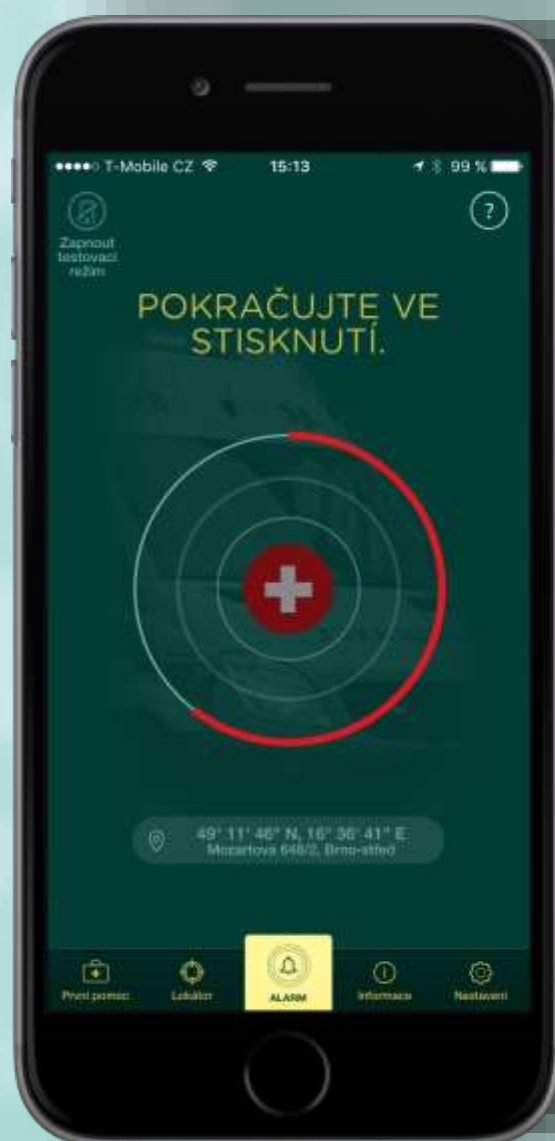 T-Mobile CZ 15:13 99 %
Zapnout
testovací
režim
?
POKRAČUJTE VE
STISKNUTÍ.
49° 11' 46" N, 16° 36' 41" E
Mozartova 648/2, Brno-střed
První pomoc Lokátor ALARM Informace Nastavení